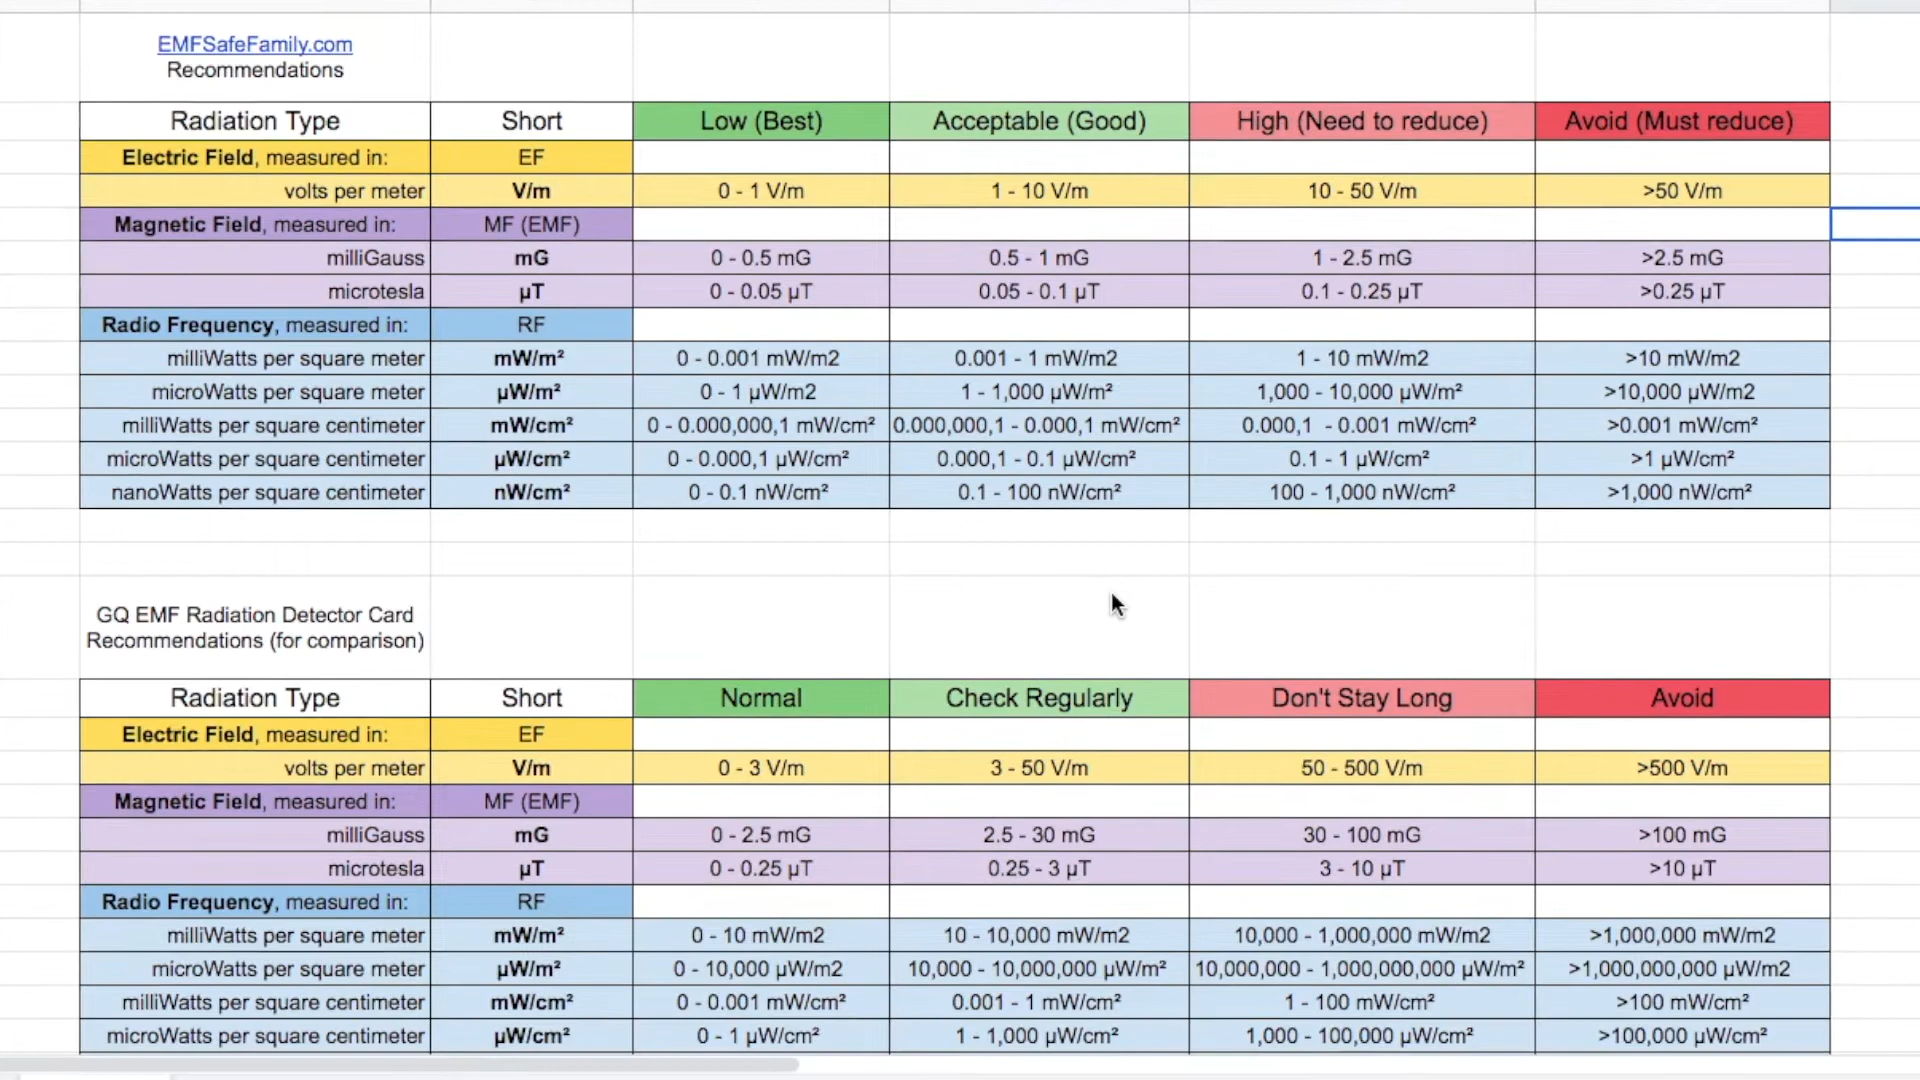 EMFSafeFamily.com
Recommendations
Radiation Type Short Low (Best) Acceptable (Good) High (Need to reduce) Avoid (Must reduce)
Electric Field, measured in: EF
volts per meter V/m 0 - 1 V/m 1 - 10 V/m 10 - 50 V/m >50 V/m
Magnetic Field, measured in: MF (EMF)
milliGauss mG 0 - 0.5 mG 0.5 - 1 mG 1 - 2.5 mG >2.5 mG
microtesla µT 0 - 0.05 µT 0.05 - 0.1 µT 0.1 - 0.25 µT >0.25 µT
Radio Frequency, measured in: RF
milliWatts per square meter mW/m² 0 - 0.001 mW/m2 0.001 - 1 mW/m2 1 - 10 mW/m2 >10 mW/m2
microWatts per square meter µW/m² 0 - 1 µW/m2 1 - 1,000 µW/m² 1,000 - 10,000 µW/m² >10,000 µW/m2
milliWatts per square centimeter mW/cm² 0 - 0.000,000,1 mW/cm² 0.000,000,1 - 0.000,1 mW/cm² 0.000,1 - 0.001 mW/cm² >0.001 mW/cm²
microWatts per square centimeter µW/cm² 0 - 0.000,1 µW/cm² 0.000,1 - 0.1 µW/cm² 0.1 - 1 µW/cm² >1 µW/cm²
nanoWatts per square centimeter nW/cm² 0 - 0.1 nW/cm² 0.1 - 100 nW/cm² 100 - 1,000 nW/cm² >1,000 nW/cm²
GQ EMF Radiation Detector Card
Recommendations (for comparison)
Radiation Type Short Normal Check Regularly Don't Stay Long Avoid
Electric Field, measured in: EF
volts per meter V/m 0 - 3 V/m 3 - 50 V/m 50 - 500 V/m >500 V/m
Magnetic Field, measured in: MF (EMF)
milliGauss mG 0 - 2.5 mG 2.5 - 30 mG 30 - 100 mG >100 mG
microtesla µT 0 - 0.25 µT 0.25 - 3 µT 3 - 10 µT >10 µT
Radio Frequency, measured in: RF
milliWatts per square meter mW/m² 0 - 10 mW/m2 10 - 10,000 mW/m2 10,000 - 1,000,000 mW/m2 >1,000,000 mW/m2
microWatts per square meter µW/m² 0 - 10,000 µW/m2 10,000 - 10,000,000 µW/m² 10,000,000 - 1,000,000,000 µW/m² >1,000,000,000 µW/m2
milliWatts per square centimeter mW/cm² 0 - 0.001 mW/cm² 0.001 - 1 mW/cm² 1 - 100 mW/cm² >100 mW/cm²
microWatts per square centimeter µW/cm² 0 - 1 µW/cm² 1 - 1,000 µW/cm² 1,000 - 100,000 µW/cm² >100,000 µW/cm²